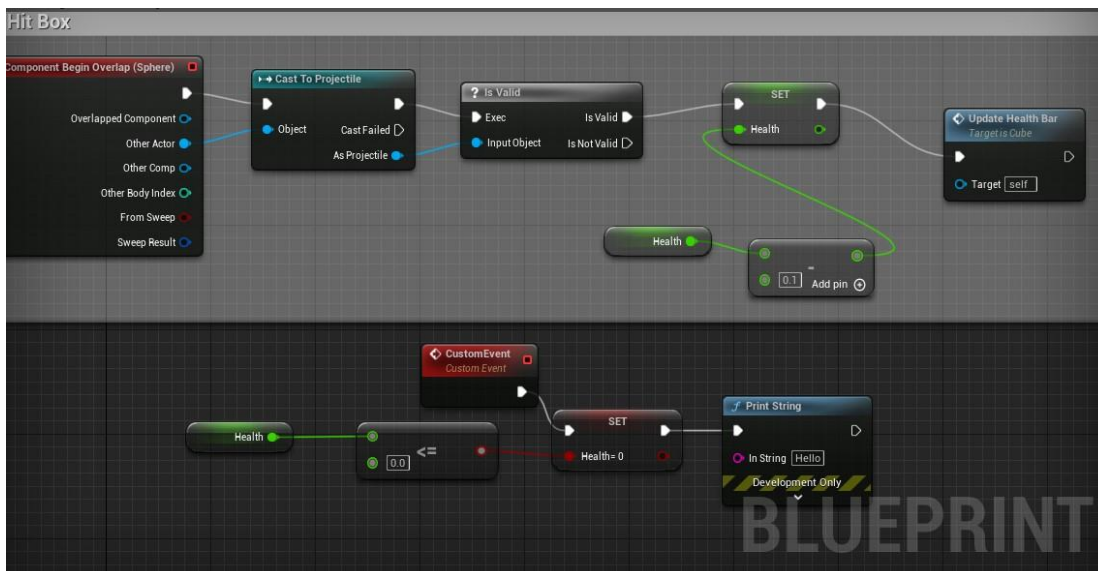 Hit Box
Component Begin Overlap (Sphere)
Overlapped Component
Other Actor
Other Comp
Other Body Index
From Sweep
Sweep Result
Cast To Projectile
Object
Cast Failed
As Projectile
? Is Valid
Exec
Is Valid
Input Object
Is Not Valid
SET
Health
Update Health Bar
Target is Cube
Target self
Health
-
0.1
Add pin
CustomEvent
Custom Event
Health
<=
0.0
SET
Health= 0
f Print String
In String Hello
Development Only
BLUEPRINT